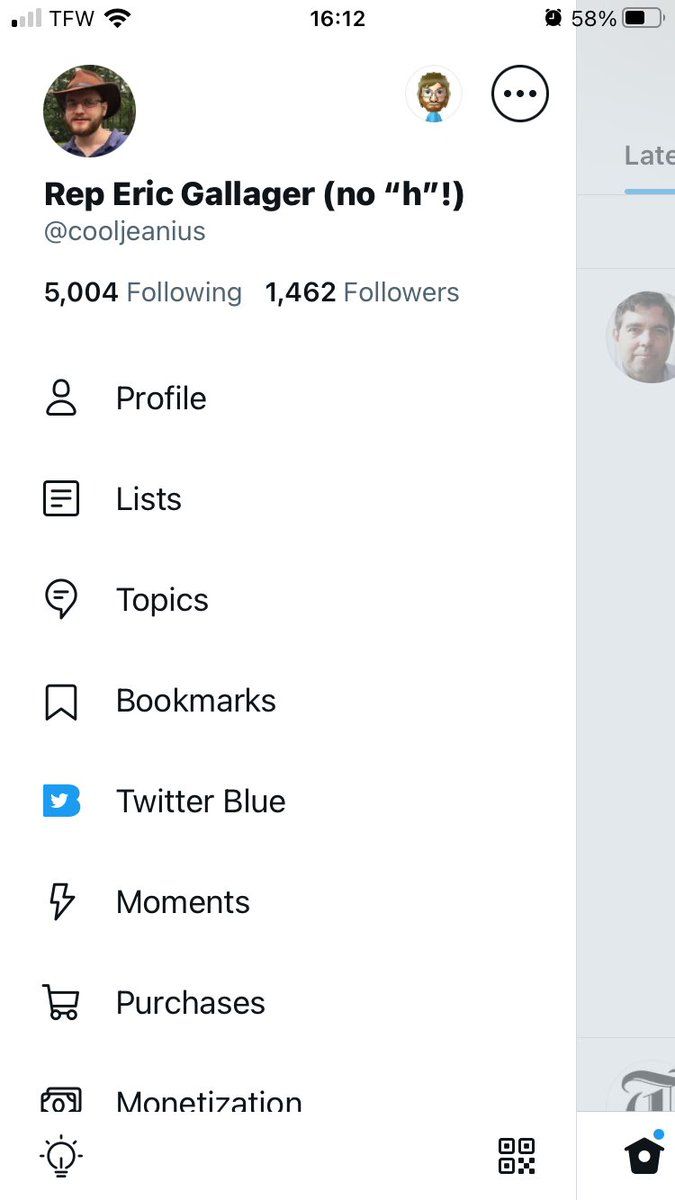 TFW 16:12 58%
Late
Rep Eric Gallager (no “h”!)
@cooljeanius
5,004 Following 1,462 Followers
Profile
Lists
Topics
Bookmarks
Twitter Blue
Moments
Purchases
Monetization